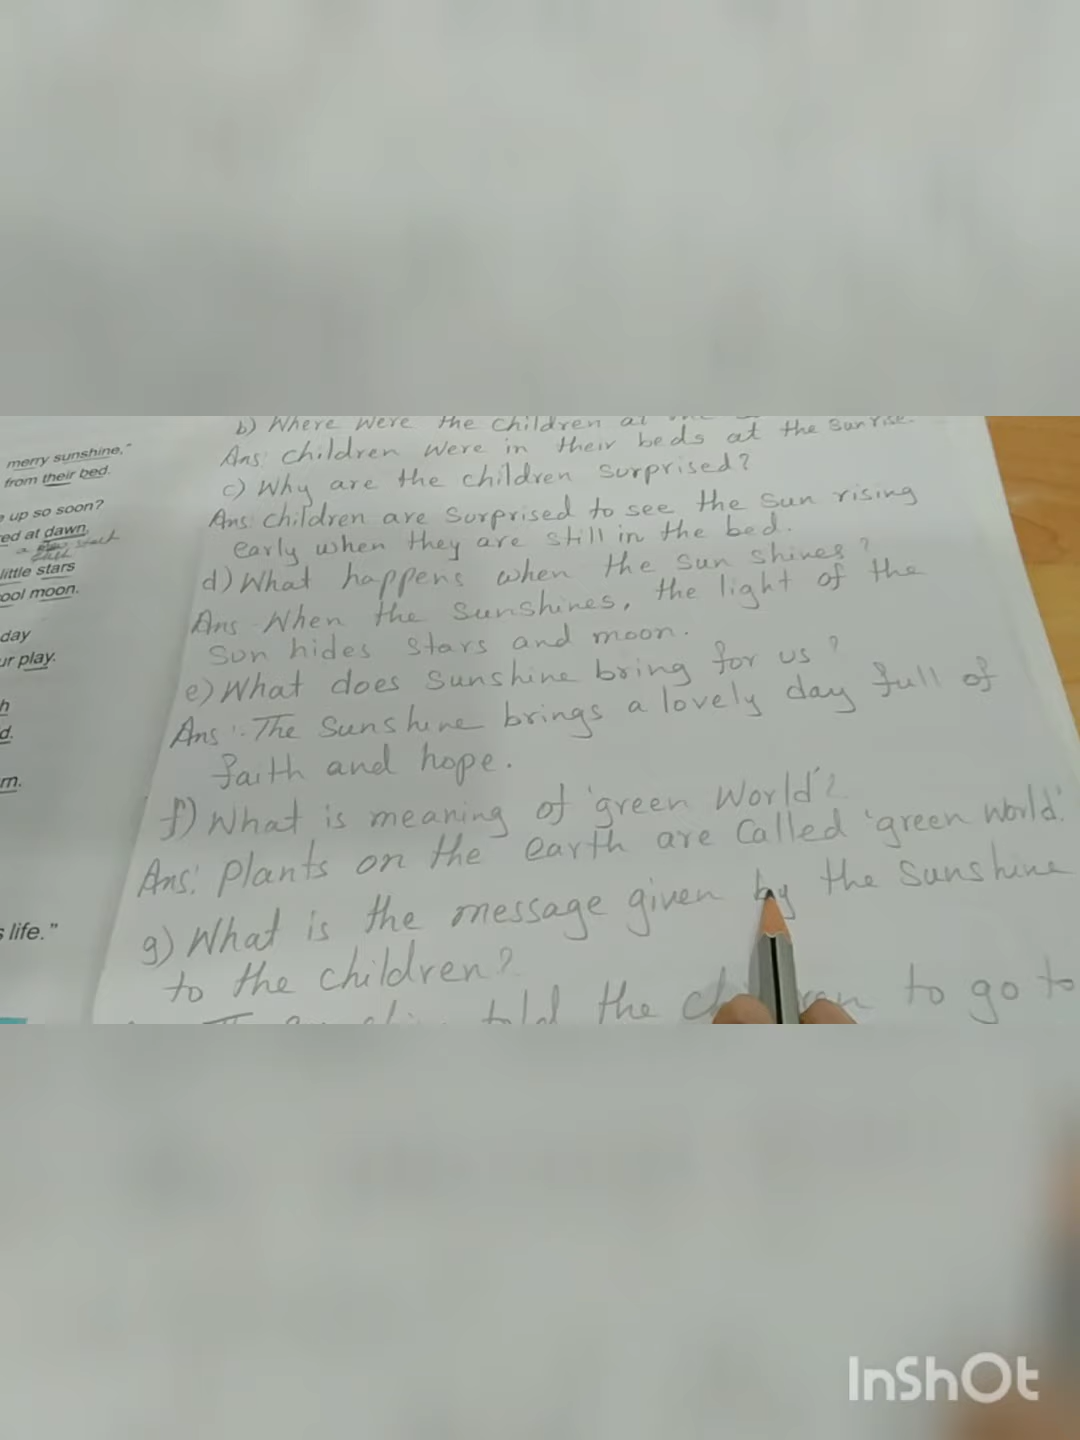 merry sunshine,"
from their bed.
up so soon?
ed at dawn,
little stars
ool moon.
day
ur play.
h
d.
rn.
life."
b) Where were the children at
Ans: Children were in their beds at the sunrise.
c) Why are the children surprised?
Ans: Children are surprised to see the sun rising
early when they are still in the bed.
d) What happens when the sun shines?
Ans When the sunshines, the light of the
sun hides stars and moon.
e) What does sunshine bring for us?
Ans: The sunshine brings a lovely day full of
faith and hope.
f) What is meaning of 'green world'?
Ans: Plants on the earth are called 'green world.'
g) What is the message given by the sunshine
to the children?
told the to go to
InShOt